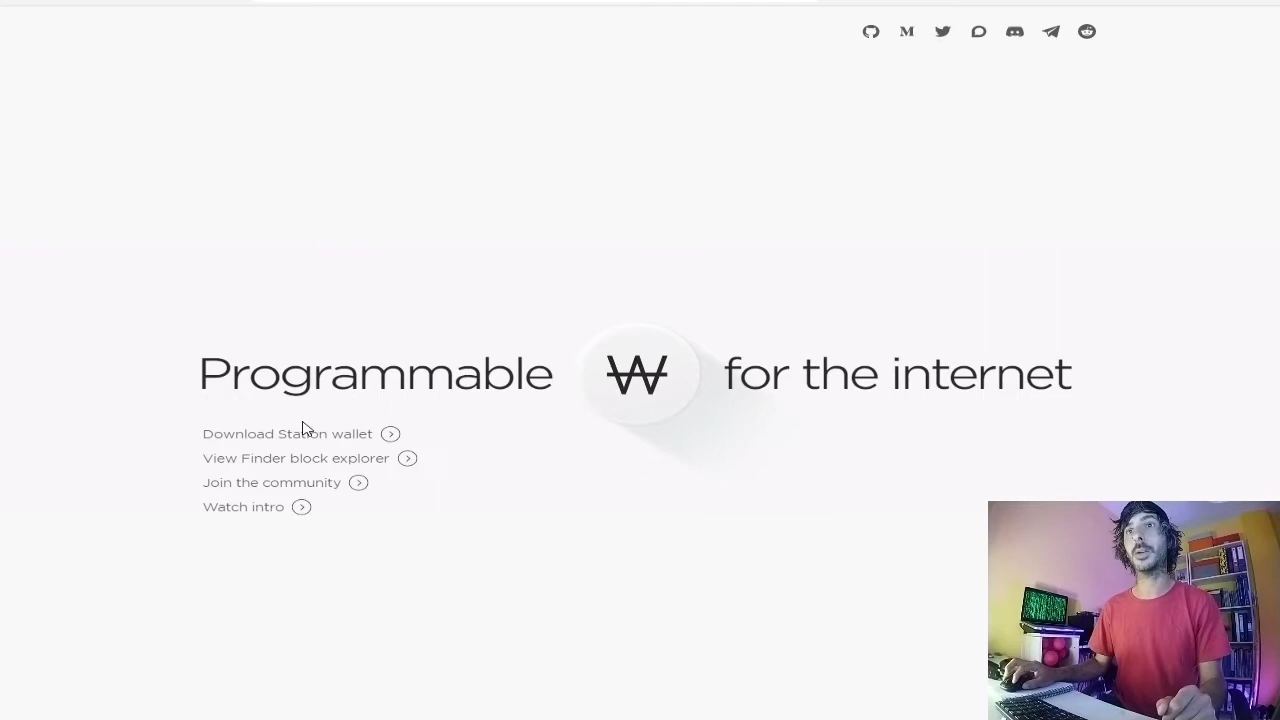 Programmable ₩ for the internet
Download Station wallet
View Finder block explorer
Join the community
Watch intro